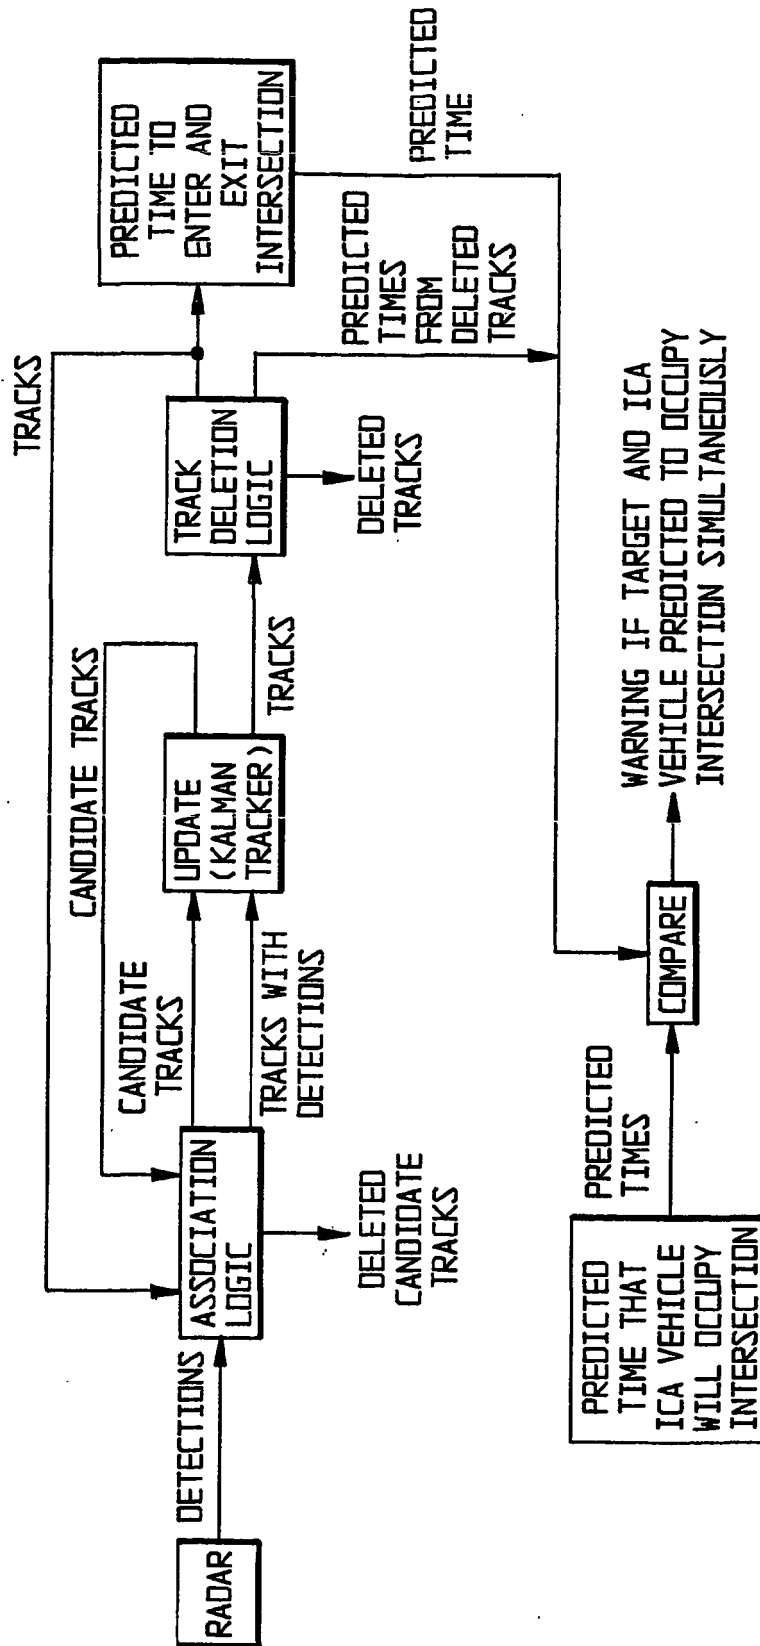 RADAR
DETECTIONS
ASSOCIATION
LOGIC
DELETED
CANDIDATE
TRACKS
CANDIDATE
TRACKS
TRACKS WITH
DETECTIONS
CANDIDATE TRACKS
TRACKS
UPDATE
(KALMAN
TRACKER)
TRACKS
TRACK
DELETION
LOGIC
DELETED
TRACKS
PREDICTED
TIMES
FROM
DELETED
TRACKS
PREDICTED
TIME TO
ENTER AND
EXIT
INTERSECTION
PREDICTED
TIME
PREDICTED
TIME THAT
ICA VEHICLE
WILL OCCUPY
INTERSECTION
PREDICTED
TIMES
COMPARE
WARNING IF TARGET AND ICA
VEHICLE PREDICTED TO OCCUPY
INTERSECTION SIMULTANEOUSLY